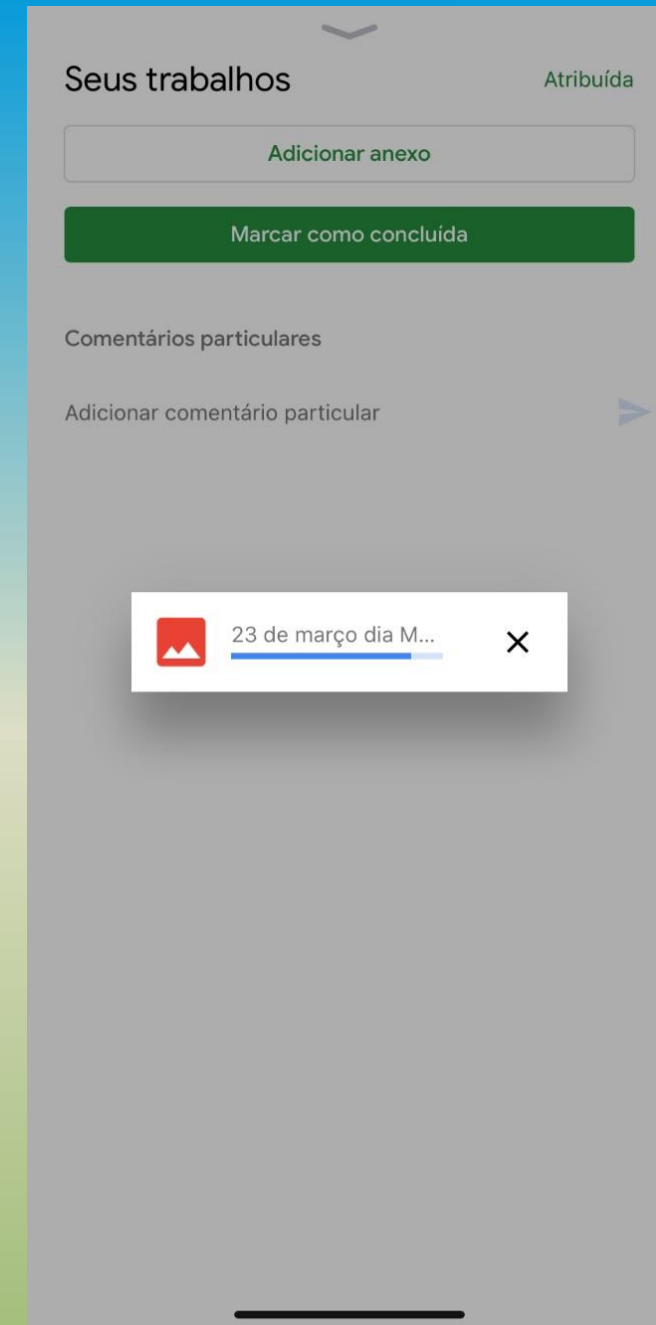 Seus trabalhos
Atribuída
Adicionar anexo
Marcar como concluída
Comentários particulares
Adicionar comentário particular
23 de março dia M...